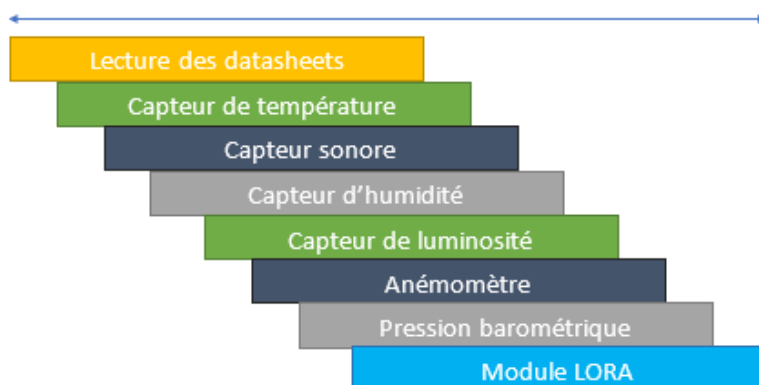 Lecture des datasheets
Capteur de température
Capteur sonore
Capteur d’humidité
Capteur de luminosité
Anémomètre
Pression barométrique
Module LORA